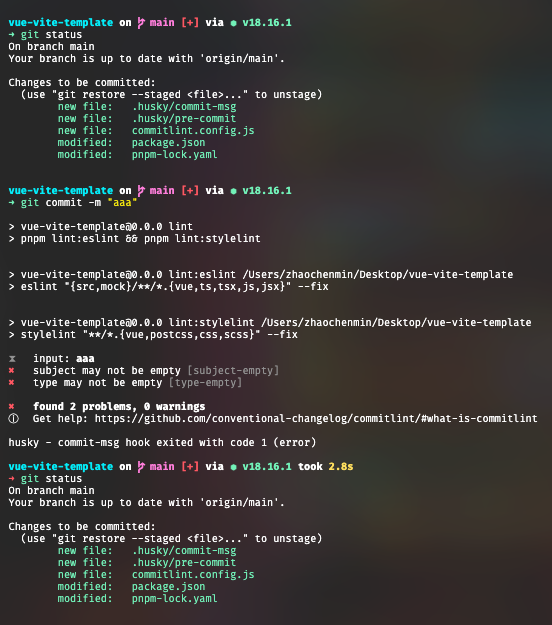 vue-vite-template on main [+] via v18.16.1
➜ git status
On branch main
Your branch is up to date with 'origin/main'.
Changes to be committed:
(use "git restore --staged <file>..." to unstage)
new file: .husky/commit-msg
new file: .husky/pre-commit
new file: commitlint.config.js
modified: package.json
modified: pnpm-lock.yaml
vue-vite-template on main [+] via v18.16.1
➜ git commit -m "aaa"
> vue-vite-template@0.0.0 lint
> pnpm lint:eslint && pnpm lint:stylelint
> vue-vite-template@0.0.0 lint:eslint /Users/zhaochenmin/Desktop/vue-vite-template
> eslint "{src,mock}/**/*.{vue,ts,tsx,js,jsx}" --fix
> vue-vite-template@0.0.0 lint:stylelint /Users/zhaochenmin/Desktop/vue-vite-template
> stylelint "**/*.{vue,postcss,css,scss}" --fix
⧗ input: aaa
✖ subject may not be empty [subject-empty]
✖ type may not be empty [type-empty]
✖ found 2 problems, 0 warnings
ⓘ Get help: https://github.com/conventional-changelog/commitlint/#what-is-commitlint
husky - commit-msg hook exited with code 1 (error)
vue-vite-template on main [+] via v18.16.1 took 2.8s
➜ git status
On branch main
Your branch is up to date with 'origin/main'.
Changes to be committed:
(use "git restore --staged <file>..." to unstage)
new file: .husky/commit-msg
new file: .husky/pre-commit
new file: commitlint.config.js
modified: package.json
modified: pnpm-lock.yaml